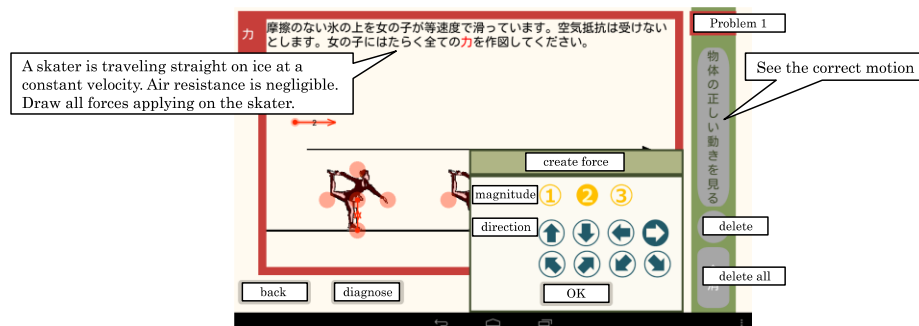 力
摩擦のない氷の上を女の子が等速度で滑っています。空気抵抗は受けない
とします。女の子にはたらく全ての力を作図してください。
Problem 1
A skater is traveling straight on ice at a
constant velocity. Air resistance is negligible.
Draw all forces applying on the skater.
物体の正しい動きを見る
See the correct motion
2
create force
magnitude
1 2 3
direction
delete
delete all
back
diagnose
OK